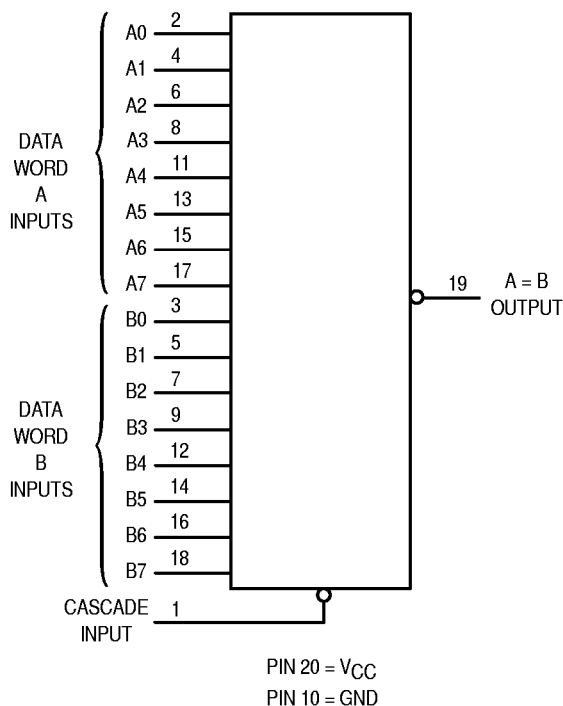 DATA
WORD
A
INPUTS
A0 2
A1 4
A2 6
A3 8
A4 11
A5 13
A6 15
A7 17
DATA
WORD
B
INPUTS
B0 3
B1 5
B2 7
B3 9
B4 12
B5 14
B6 16
B7 18
CASCADE
INPUT
1
19
A = B
OUTPUT
PIN 20 = VCC
PIN 10 = GND